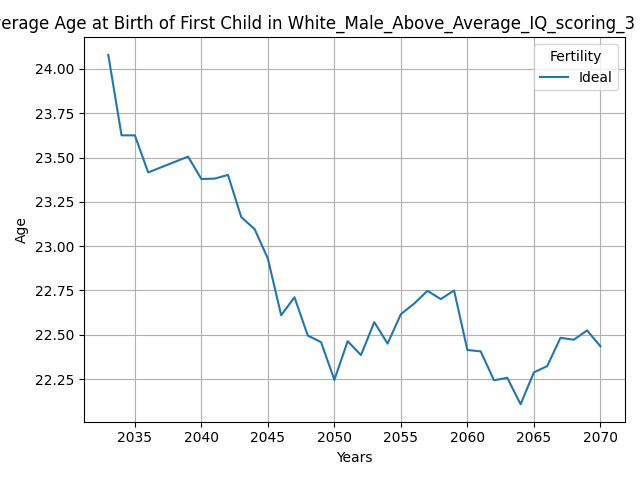 verage Age at Birth of First Child in White_Male_Above_Average_IQ_scoring_3
Fertility
Ideal
24.00
23.75
23.50
23.25
23.00
22.75
22.50
22.25
Age
2035 2040 2045 2050 2055 2060 2065 2070
Years